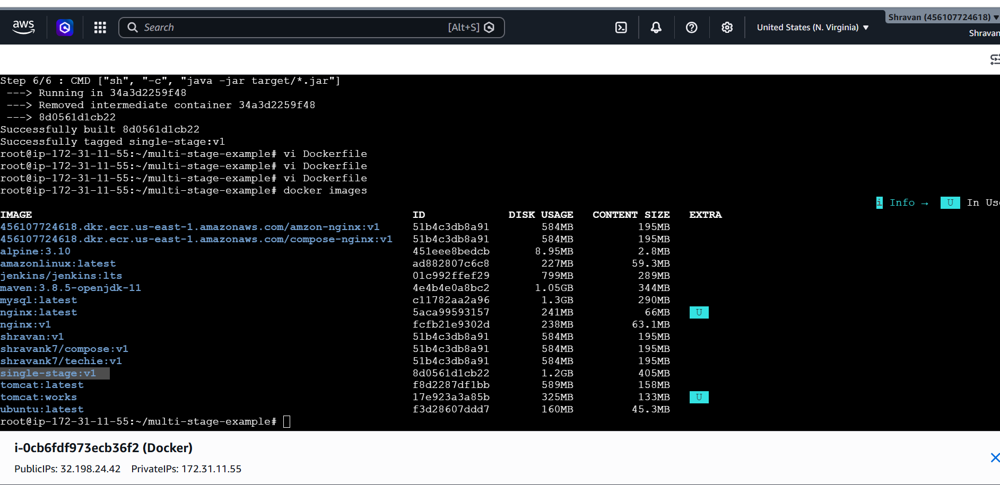 aws
Search [Alt+S]
United States (N. Virginia) ▼
Shravan (456107724618) ▼
Shravan
Step 6/6 : CMD ["sh", "-c", "java -jar target/*.jar"]
---> Running in 34a3d2259f48
---> Removed intermediate container 34a3d2259f48
---> 8d0561d1cb22
Successfully built 8d0561d1cb22
Successfully tagged single-stage:v1
root@ip-172-31-11-55:~/multi-stage-example# vi Dockerfile
root@ip-172-31-11-55:~/multi-stage-example# vi Dockerfile
root@ip-172-31-11-55:~/multi-stage-example# vi Dockerfile
root@ip-172-31-11-55:~/multi-stage-example# docker images
i Info → U In Use
IMAGE ID DISK USAGE CONTENT SIZE EXTRA
456107724618.dkr.ecr.us-east-1.amazonaws.com/amzon-nginx:v1 51b4c3db8a91 584MB 195MB
456107724618.dkr.ecr.us-east-1.amazonaws.com/compose-nginx:v1 51b4c3db8a91 584MB 195MB
alpine:3.10 451eee8bedcb 8.95MB 2.8MB
amazonlinux:latest ad882807c6c8 227MB 59.3MB
jenkins/jenkins:lts 01c992ffef29 799MB 289MB
maven:3.8.5-openjdk-11 4e4b4e0a8bc2 1.05GB 344MB
mysql:latest c11782aa2a96 1.3GB 290MB
nginx:latest 5aca99593157 241MB 66MB U
nginx:v1 fcfb21e9302d 238MB 63.1MB
shravan:v1 51b4c3db8a91 584MB 195MB
shravank7/compose:v1 51b4c3db8a91 584MB 195MB
shravank7/techie:v1 51b4c3db8a91 584MB 195MB
single-stage:v1 8d0561d1cb22 1.2GB 405MB
tomcat:latest f8d2287df1bb 589MB 158MB
tomcat:works 17e923a3a85b 325MB 133MB U
ubuntu:latest f3d28607ddd7 160MB 45.3MB
root@ip-172-31-11-55:~/multi-stage-example#
i-0cb6fdf973ecb36f2 (Docker)
PublicIPs: 32.198.24.42 PrivateIPs: 172.31.11.55